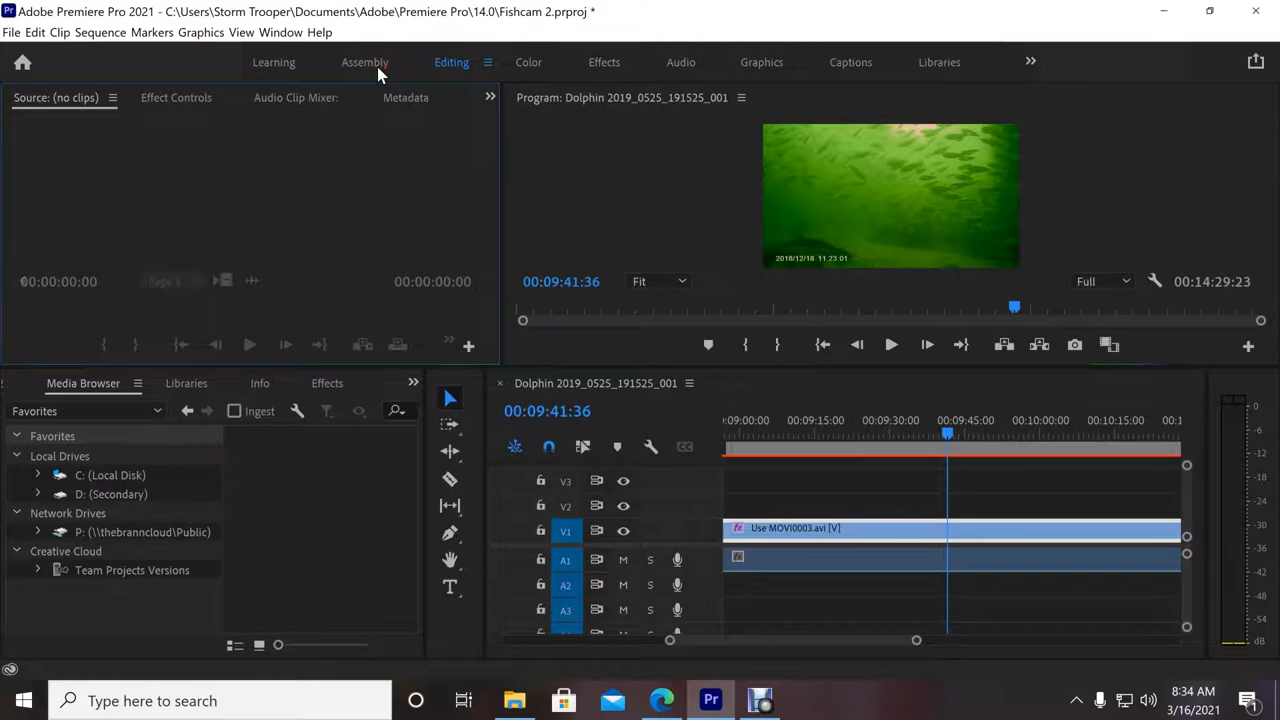 Pr Adobe Premiere Pro 2021 - C:\Users\Storm Trooper\Documents\Adobe\Premiere Pro\14.0\Fishcam 2.prproj *
File Edit Clip Sequence Markers Graphics View Window Help
Learning Assembly Editing Color Effects Audio Graphics Captions Libraries
Source: (no clips) Effect Controls Audio Clip Mixer: Metadata
Program: Dolphin 2019_0525_191525_001
2018/12/18 11:23:01
00:00:00:00 Page 1 00:00:00:00
00:09:41:36 Fit Full 00:14:29:23
Media Browser Libraries Info Effects
Dolphin 2019_0525_191525_001
Favorites Ingest
00:09:41:36
:09:00:00 00:09:15:00 00:09:30:00 00:09:45:00 00:10:00:00 00:10:15:00 00:1
Favorites
Local Drives
C: (Local Disk)
D: (Secondary)
Network Drives
P: (\\thebranncloud\Public)
Creative Cloud
Team Projects Versions
V3
V2
V1 fx Use MOVI0003.avi [V]
A1 M S fx
A2 M S
A3 M S
0
-6
-12
-18
-24
-30
-36
-42
-48
-54
dB
Type here to search
Pr
8:34 AM
3/16/2021
1